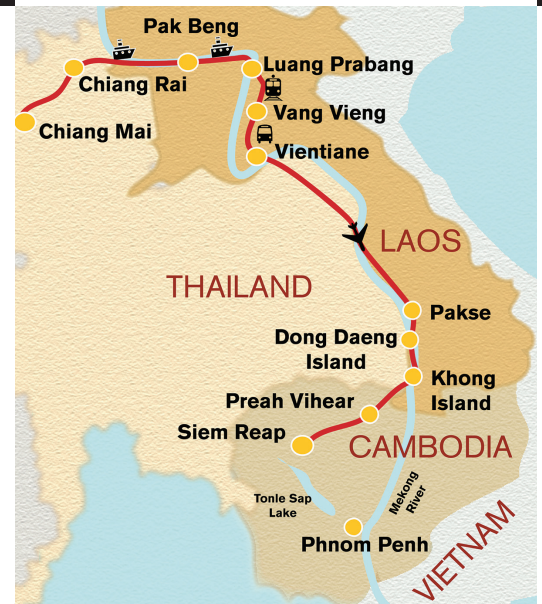 Pak Beng
Luang Prabang
Chiang Rai
Vang Vieng
Chiang Mai
Vientiane
LAOS
THAILAND
Pakse
Dong Daeng
Island
Khong
Island
Preah Vihear
Siem Reap
CAMBODIA
Tonle Sap
Lake
Mekong
River
Phnom Penh
VIETNAM